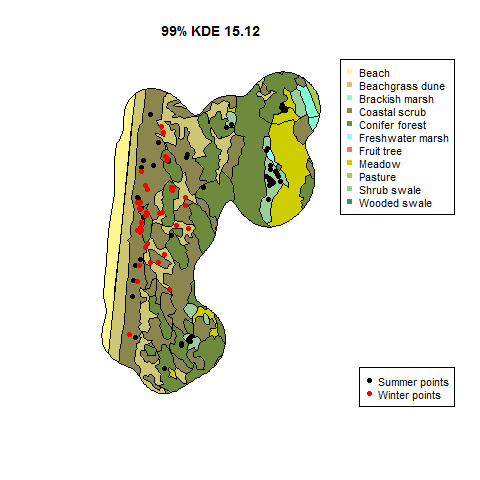 99% KDE 15.12
Beach
Beachgrass dune
Brackish marsh
Coastal scrub
Conifer forest
Freshwater marsh
Fruit tree
Meadow
Pasture
Shrub swale
Wooded swale
Summer points
Winter points